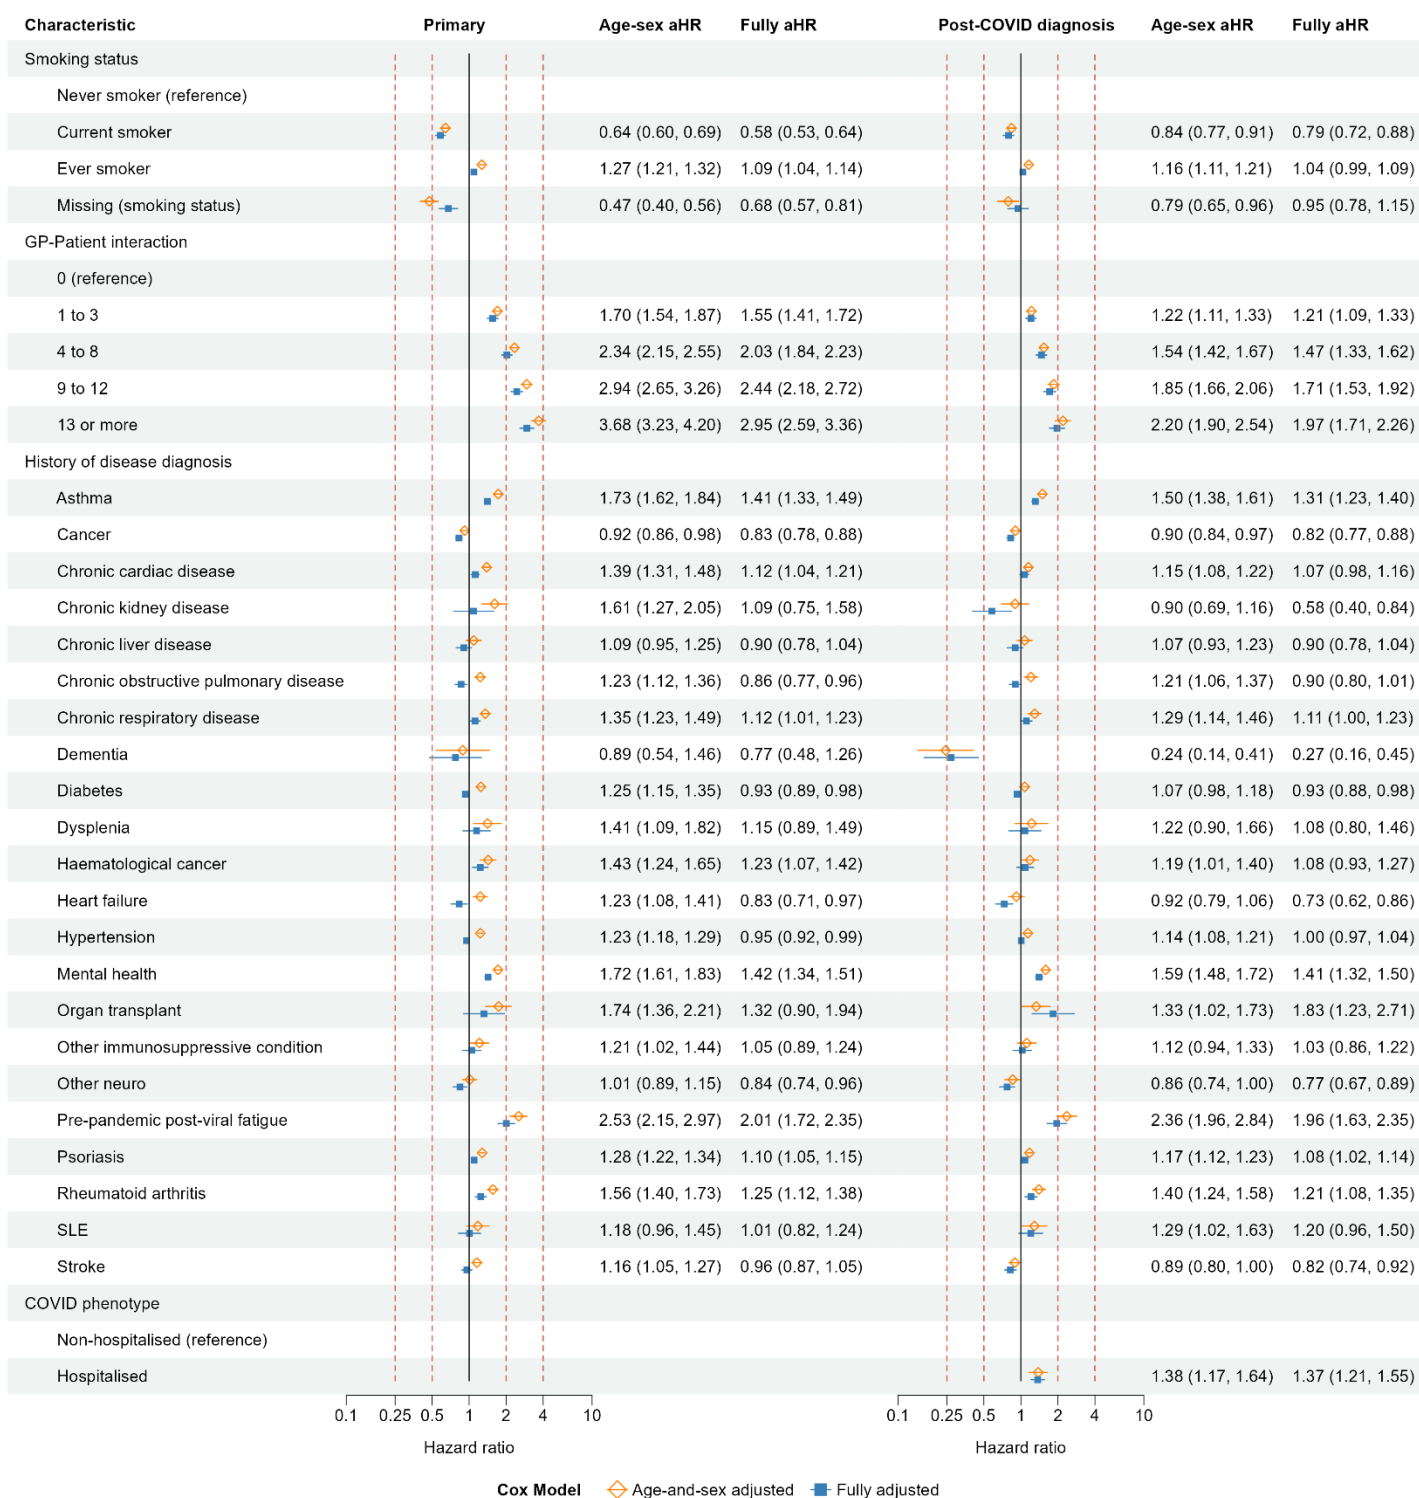 Characteristic Primary Age-sex aHR Fully aHR Post-COVID diagnosis Age-sex aHR Fully aHR
Smoking status
Never smoker (reference)
Current smoker 0.64 (0.60, 0.69) 0.58 (0.53, 0.64) 0.84 (0.77, 0.91) 0.79 (0.72, 0.88)
Ever smoker 1.27 (1.21, 1.32) 1.09 (1.04, 1.14) 1.16 (1.11, 1.21) 1.04 (0.99, 1.09)
Missing (smoking status) 0.47 (0.40, 0.56) 0.68 (0.57, 0.81) 0.79 (0.65, 0.96) 0.95 (0.78, 1.15)
GP-Patient interaction
0 (reference)
1 to 3 1.70 (1.54, 1.87) 1.55 (1.41, 1.72) 1.22 (1.11, 1.33) 1.21 (1.09, 1.33)
4 to 8 2.34 (2.15, 2.55) 2.03 (1.84, 2.23) 1.54 (1.42, 1.67) 1.47 (1.33, 1.62)
9 to 12 2.94 (2.65, 3.26) 2.44 (2.18, 2.72) 1.85 (1.66, 2.06) 1.71 (1.53, 1.92)
13 or more 3.68 (3.23, 4.20) 2.95 (2.59, 3.36) 2.20 (1.90, 2.54) 1.97 (1.71, 2.26)
History of disease diagnosis
Asthma 1.73 (1.62, 1.84) 1.41 (1.33, 1.49) 1.50 (1.38, 1.61) 1.31 (1.23, 1.40)
Cancer 0.92 (0.86, 0.98) 0.83 (0.78, 0.88) 0.90 (0.84, 0.97) 0.82 (0.77, 0.88)
Chronic cardiac disease 1.39 (1.31, 1.48) 1.12 (1.04, 1.21) 1.15 (1.08, 1.22) 1.07 (0.98, 1.16)
Chronic kidney disease 1.61 (1.27, 2.05) 1.09 (0.75, 1.58) 0.90 (0.69, 1.16) 0.58 (0.40, 0.84)
Chronic liver disease 1.09 (0.95, 1.25) 0.90 (0.78, 1.04) 1.07 (0.93, 1.23) 0.90 (0.78, 1.04)
Chronic obstructive pulmonary disease 1.23 (1.12, 1.36) 0.86 (0.77, 0.96) 1.21 (1.06, 1.37) 0.90 (0.80, 1.01)
Chronic respiratory disease 1.35 (1.23, 1.49) 1.12 (1.01, 1.23) 1.29 (1.14, 1.46) 1.11 (1.00, 1.23)
Dementia 0.89 (0.54, 1.46) 0.77 (0.48, 1.26) 0.24 (0.14, 0.41) 0.27 (0.16, 0.45)
Diabetes 1.25 (1.15, 1.35) 0.93 (0.89, 0.98) 1.07 (0.98, 1.18) 0.93 (0.88, 0.98)
Dysplenia 1.41 (1.09, 1.82) 1.15 (0.89, 1.49) 1.22 (0.90, 1.66) 1.08 (0.80, 1.46)
Haematological cancer 1.43 (1.24, 1.65) 1.23 (1.07, 1.42) 1.19 (1.01, 1.40) 1.08 (0.93, 1.27)
Heart failure 1.23 (1.08, 1.41) 0.83 (0.71, 0.97) 0.92 (0.79, 1.06) 0.73 (0.62, 0.86)
Hypertension 1.23 (1.18, 1.29) 0.95 (0.92, 0.99) 1.14 (1.08, 1.21) 1.00 (0.97, 1.04)
Mental health 1.72 (1.61, 1.83) 1.42 (1.34, 1.51) 1.59 (1.48, 1.72) 1.41 (1.32, 1.50)
Organ transplant 1.74 (1.36, 2.21) 1.32 (0.90, 1.94) 1.33 (1.02, 1.73) 1.83 (1.23, 2.71)
Other immunosuppressive condition 1.21 (1.02, 1.44) 1.05 (0.89, 1.24) 1.12 (0.94, 1.33) 1.03 (0.86, 1.22)
Other neuro 1.01 (0.89, 1.15) 0.84 (0.74, 0.96) 0.86 (0.74, 1.00) 0.77 (0.67, 0.89)
Pre-pandemic post-viral fatigue 2.53 (2.15, 2.97) 2.01 (1.72, 2.35) 2.36 (1.96, 2.84) 1.96 (1.63, 2.35)
Psoriasis 1.28 (1.22, 1.34) 1.10 (1.05, 1.15) 1.17 (1.12, 1.23) 1.08 (1.02, 1.14)
Rheumatoid arthritis 1.56 (1.40, 1.73) 1.25 (1.12, 1.38) 1.40 (1.24, 1.58) 1.21 (1.08, 1.35)
SLE 1.18 (0.96, 1.45) 1.01 (0.82, 1.24) 1.29 (1.02, 1.63) 1.20 (0.96, 1.50)
Stroke 1.16 (1.05, 1.27) 0.96 (0.87, 1.05) 0.89 (0.80, 1.00) 0.82 (0.74, 0.92)
COVID phenotype
Non-hospitalised (reference)
Hospitalised 1.38 (1.17, 1.64) 1.37 (1.21, 1.55)
0.1 0.25 0.5 1 2 4 10 0.1 0.25 0.5 1 2 4 10
Hazard ratio Hazard ratio
Cox Model Age-and-sex adjusted Fully adjusted